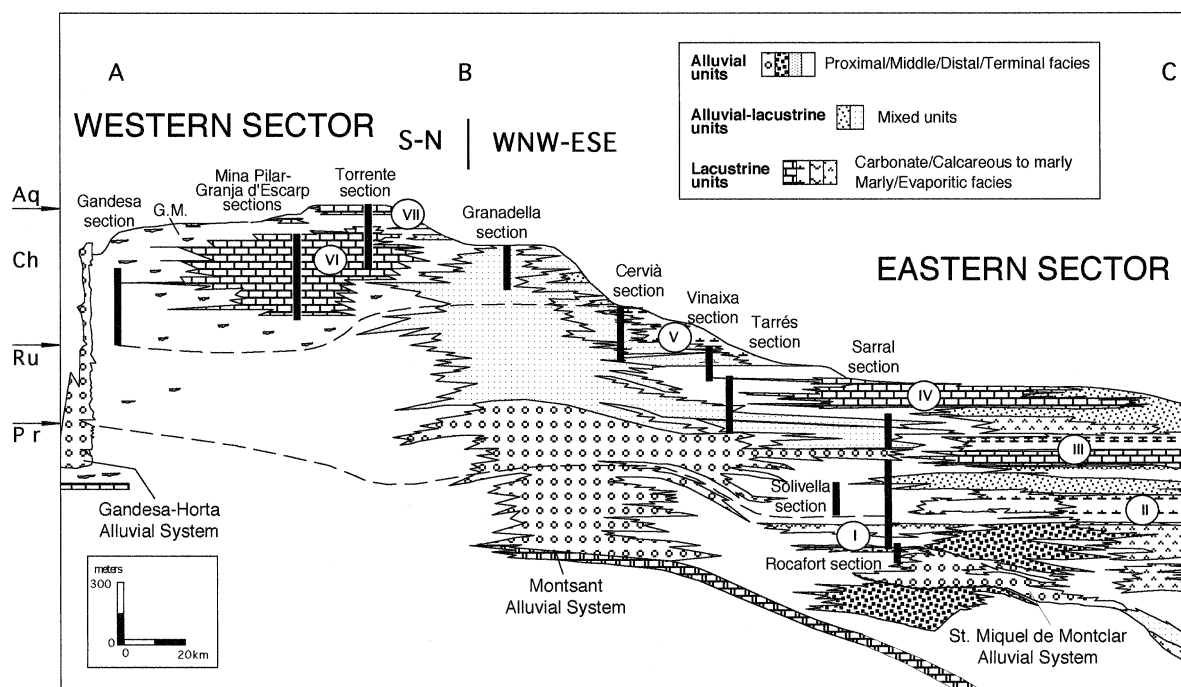 A
B
C
WESTERN SECTOR
S-N
WNW-ESE
Alluvial
units
Proximal/Middle/Distal/Terminal facies
Alluvial-lacustrine
units
Mixed units
Lacustrine
units
Carbonate/Calcareous to marly
Marly/Evaporitic facies
Aq
Ch
Ru
Pr
Gandesa
section
G.M.
Mina Pilar-
Granja d'Escarp
sections
Torrente
section
VII
VI
Granadella
section
EASTERN SECTOR
Cervià
section
V
Vinaixa
section
Tarrés
section
Sarral
section
IV
III
II
I
Solivella
section
Rocafort section
Gandesa-Horta
Alluvial System
Montsant
Alluvial System
St. Miquel de Montclar
Alluvial System
meters
300
0
0
20km